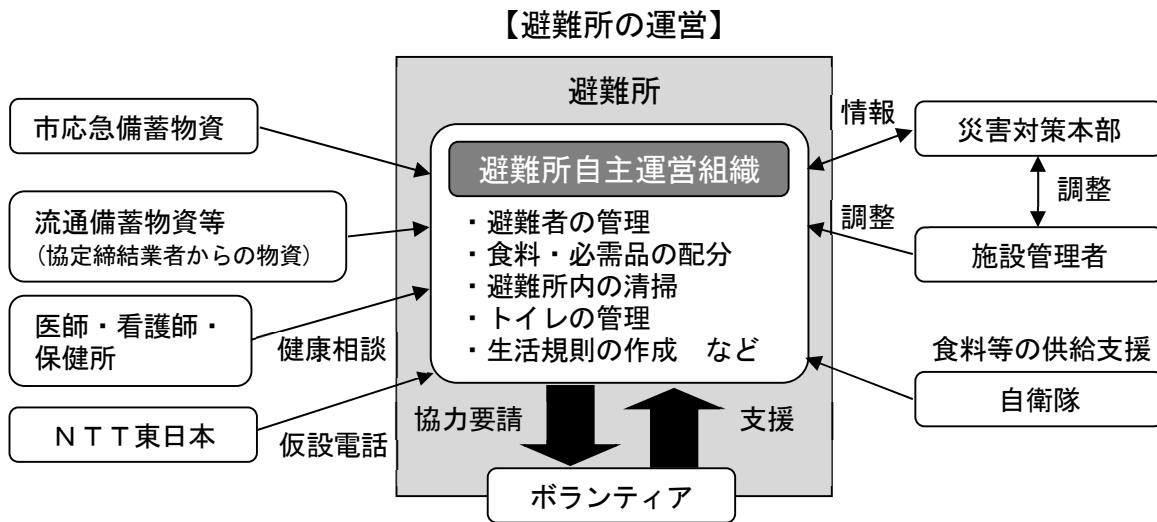 【避難所の運営】
避難所
市応急備蓄物資
流通備蓄物資等
(協定締結業者からの物資)
医師・看護師・
保健所
健康相談
ＮＴＴ東日本
仮設電話
避難所自主運営組織
・避難者の管理
・食料・必需品の配分
・避難所内の清掃
・トイレの管理
・生活規則の作成　など
情報
災害対策本部
調整
調整
施設管理者
食料等の供給支援
自衛隊
協力要請
支援
ボランティア